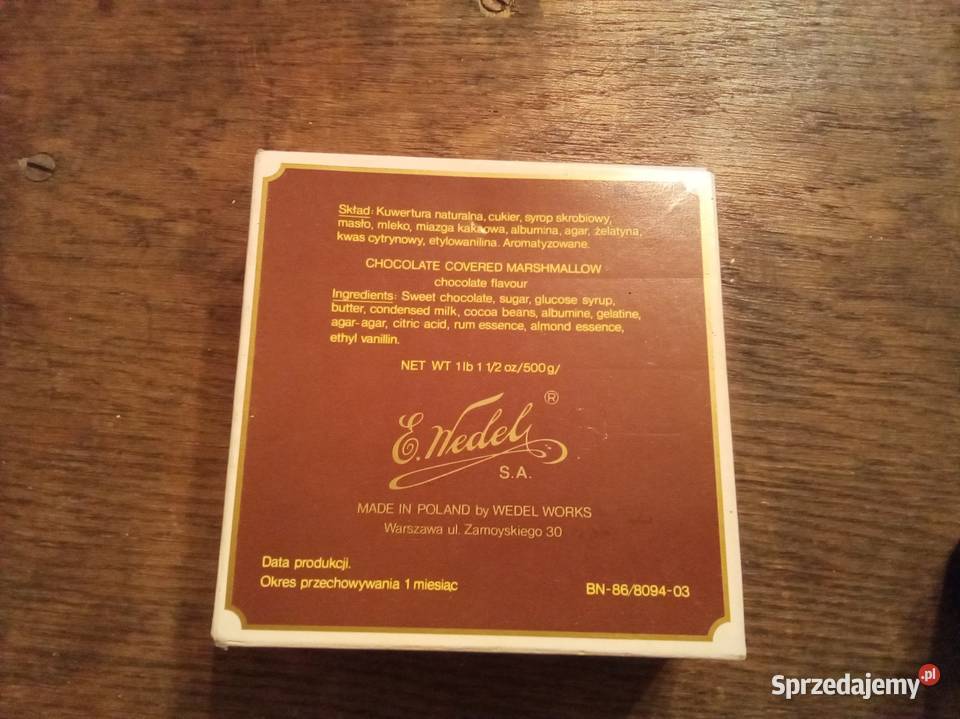 Skład: Kuwertura naturalna, cukier, syrop skrobiowy,
masło, mleko, miazga kakaowa, albumina, agar, żelatyna,
kwas cytrynowy, etylowanilina. Aromatyzowane.
CHOCOLATE COVERED MARSHMALLOW
chocolate flavour
Ingredients: Sweet chocolate, sugar, glucose syrup,
butter, condensed milk, cocoa beans, albumine, gelatine,
agar-agar, citric acid, rum essence, almond essence,
ethyl vanillin.
NET WT 1 lb 1 1/2 oz/500g/
E. Wedel ®
S.A.
MADE IN POLAND by WEDEL WORKS
Warszawa ul. Zamoyskiego 30
Data produkcji.
Okres przechowywania 1 miesiąc
BN-86/8094-03
Sprzedajemy.pl